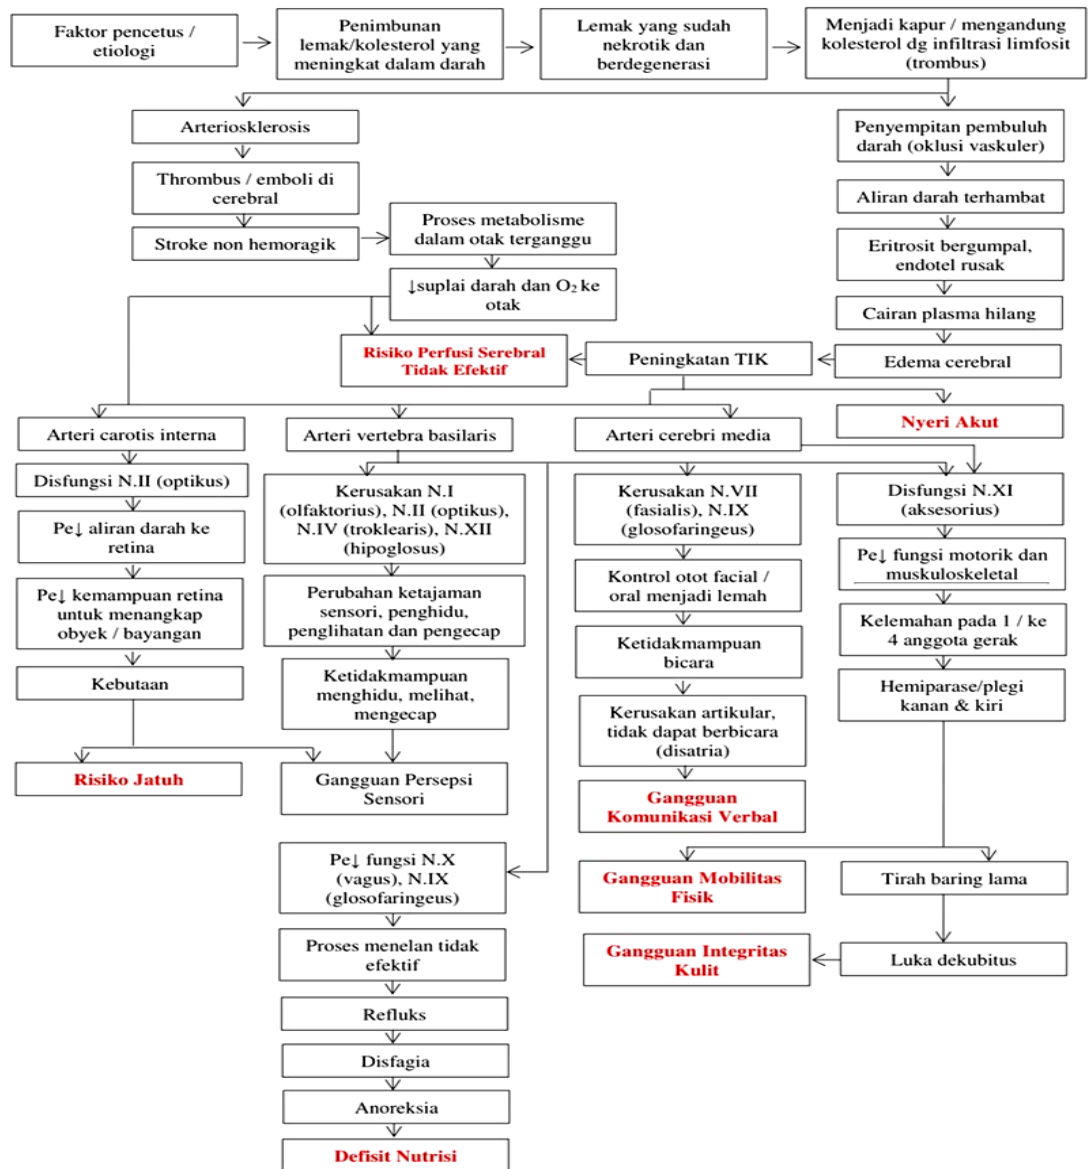 Faktor pencetus /
etiologi
Penimbunan
lemak/kolesterol yang
meningkat dalam darah
Lemak yang sudah
nekrotik dan
berdegenerasi
Menjadi kapur / mengandung
kolesterol dg infiltrasi limfosit
(trombus)
Arteriosklerosis
Penyempitan pembuluh
darah (oklusi vaskuler)
Thrombus / emboli di
cerebral
Aliran darah terhambat
Stroke non hemoragik
Proses metabolisme
dalam otak terganggu
Eritrosit bergumpal,
endotel rusak
↓suplai darah dan O₂ ke
otak
Cairan plasma hilang
Risiko Perfusi Serebral
Tidak Efektif
Peningkatan TIK
Edema cerebral
Nyeri Akut
Arteri carotis interna
Arteri vertebra basilaris
Arteri cerebri media
Disfungsi N.II (optikus)
Pe↓ aliran darah ke
retina
Pe↓ kemampuan retina
untuk menangkap
obyek / bayangan
Kebutaan
Risiko Jatuh
Kerusakan N.I
(olfaktorius), N.II (optikus),
N.IV (troklearis), N.XII
(hipoglosus)
Perubahan ketajaman
sensori, penghidu,
penglihatan dan pengecap
Ketidakmampuan
menghidu, melihat,
mengecap
Gangguan Persepsi
Sensori
Kerusakan N.VII
(fasialis), N.IX
(glosofaringeus)
Kontrol otot facial /
oral menjadi lemah
Ketidakmampuan
bicara
Kerusakan artikular,
tidak dapat berbicara
(disatria)
Gangguan
Komunikasi Verbal
Disfungsi N.XI
(aksesorius)
Pe↓ fungsi motorik dan
muskuloskeletal
Kelemahan pada 1 / ke
4 anggota gerak
Hemiparase/plegi
kanan & kiri
Gangguan Mobilitas
Fisik
Tirah baring lama
Gangguan Integritas
Kulit
Luka dekubitus
Pe↓ fungsi N.X
(vagus), N.IX
(glosofaringeus)
Proses menelan tidak
efektif
Refluks
Disfagia
Anoreksia
Defisit Nutrisi